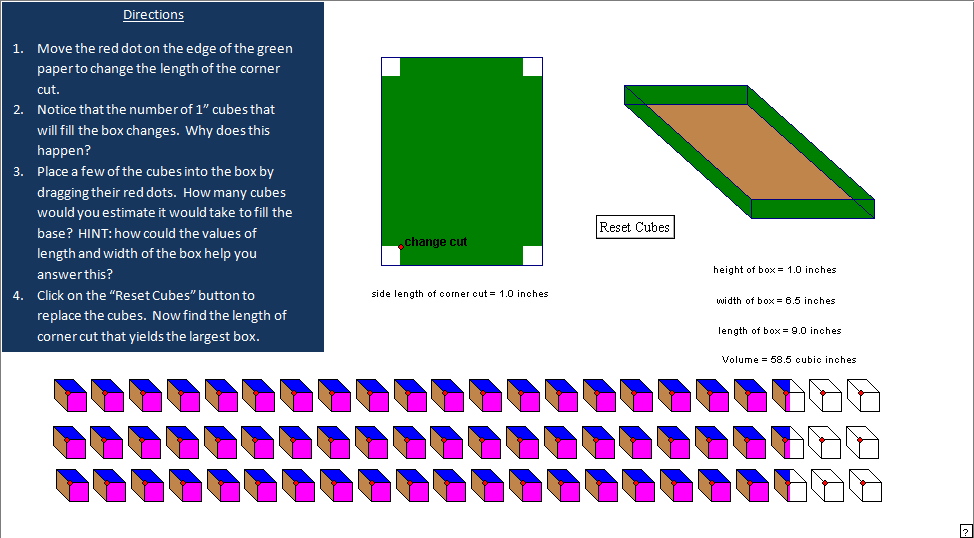 Directions
1. Move the red dot on the edge of the green
paper to change the length of the corner
cut.
2. Notice that the number of 1” cubes that
will fill the box changes.  Why does this
happen?
3. Place a few of the cubes into the box by
dragging their red dots.  How many cubes
would you estimate it would take to fill the
base?  HINT: how could the values of
length and width of the box help you
answer this?
4. Click on the “Reset Cubes” button to
replace the cubes.  Now find the length of
corner cut that yields the largest box.
change cut
side length of corner cut = 1.0 inches
Reset Cubes
height of box = 1.0 inches
width of box = 6.5 inches
length of box = 9.0 inches
Volume = 58.5 cubic inches
?